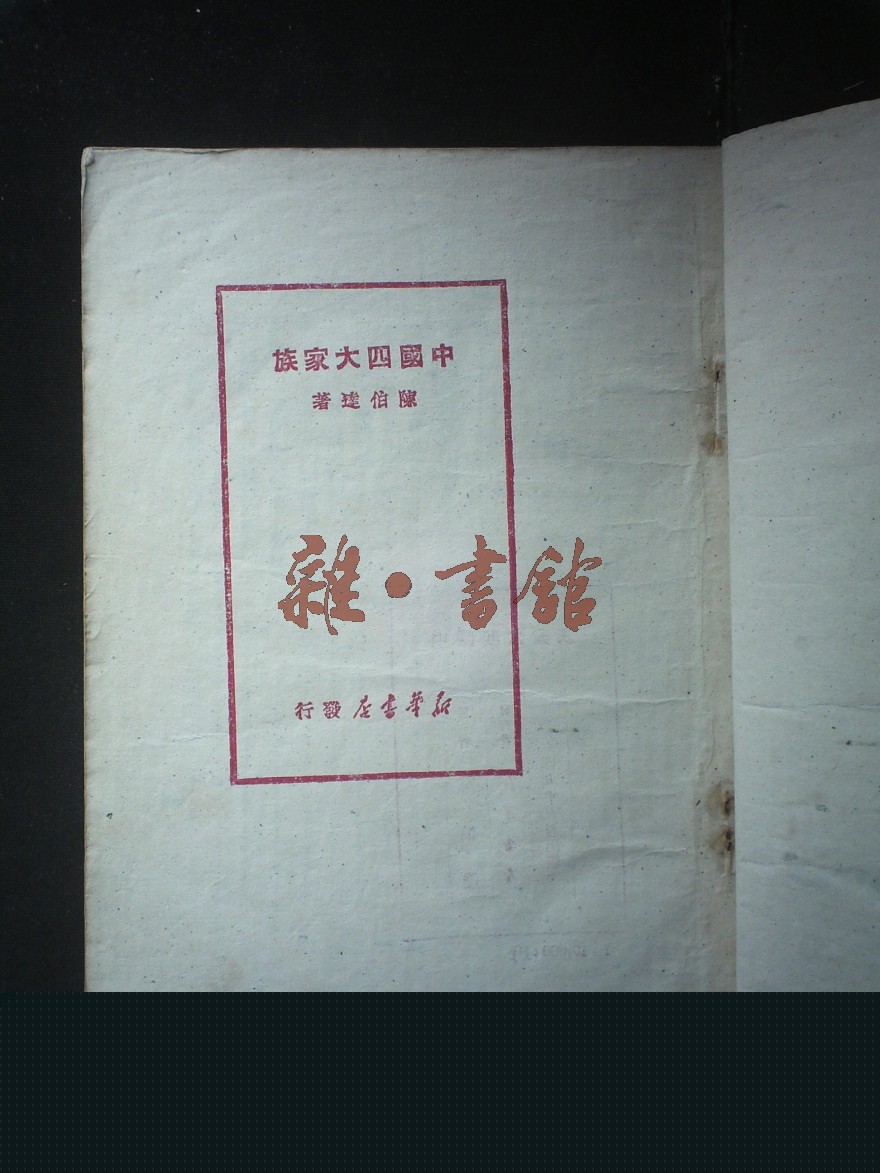 中國四大家族
陳伯達著
雜·書館
新華書店發行